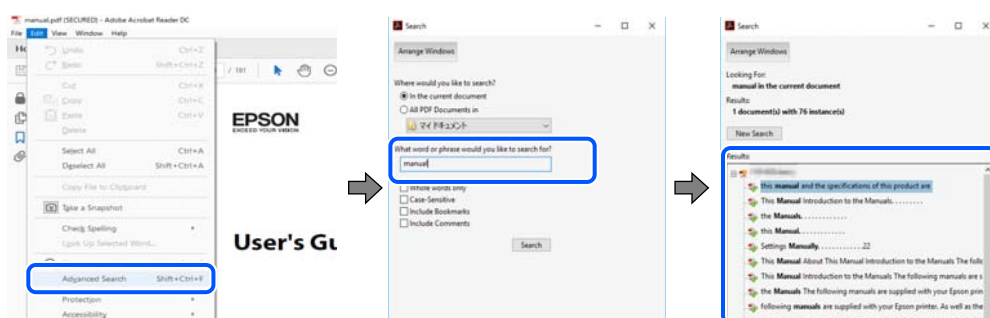 manual.pdf (SECURED) - Adobe Acrobat Reader DC
File Edit View Window Help
Undo Ctrl+Z
Redo Shift+Ctrl+Z
/ 191
Cut Ctrl+X
Copy Ctrl+C
Paste Ctrl+V
Delete
Select All Ctrl+A
Deselect All Shift+Ctrl+A
Copy File to Clipboard
Take a Snapshot
Check Spelling
Look Up Selected Word...
Advanced Search Shift+Ctrl+F
Protection
Accessibility
EPSON
EXCEED YOUR VISION
User's Gu
Search
Arrange Windows
Where would you like to search?
In the current document
All PDF Documents in
マイドキュメント
What word or phrase would you like to search for?
manual
Whole words only
Case-Sensitive
Include Bookmarks
Include Comments
Search
Search
Arrange Windows
Looking For:
manual in the current document
Results:
1 document(s) with 76 instance(s)
New Search
Results:
this manual and the specifications of this product are
This Manual Introduction to the Manuals. . . . . . . . .
the Manuals. . . . . . . . . . . . .
this Manual. . . . . . . . . . . . .
Settings Manually. . . . . . . . . . . . .22
This Manual About This Manual Introduction to the Manuals The follo
This Manual Introduction to the Manuals The following manuals are s
the Manuals The following manuals are supplied with your Epson prin
following manuals are supplied with your Epson printer. As well as the